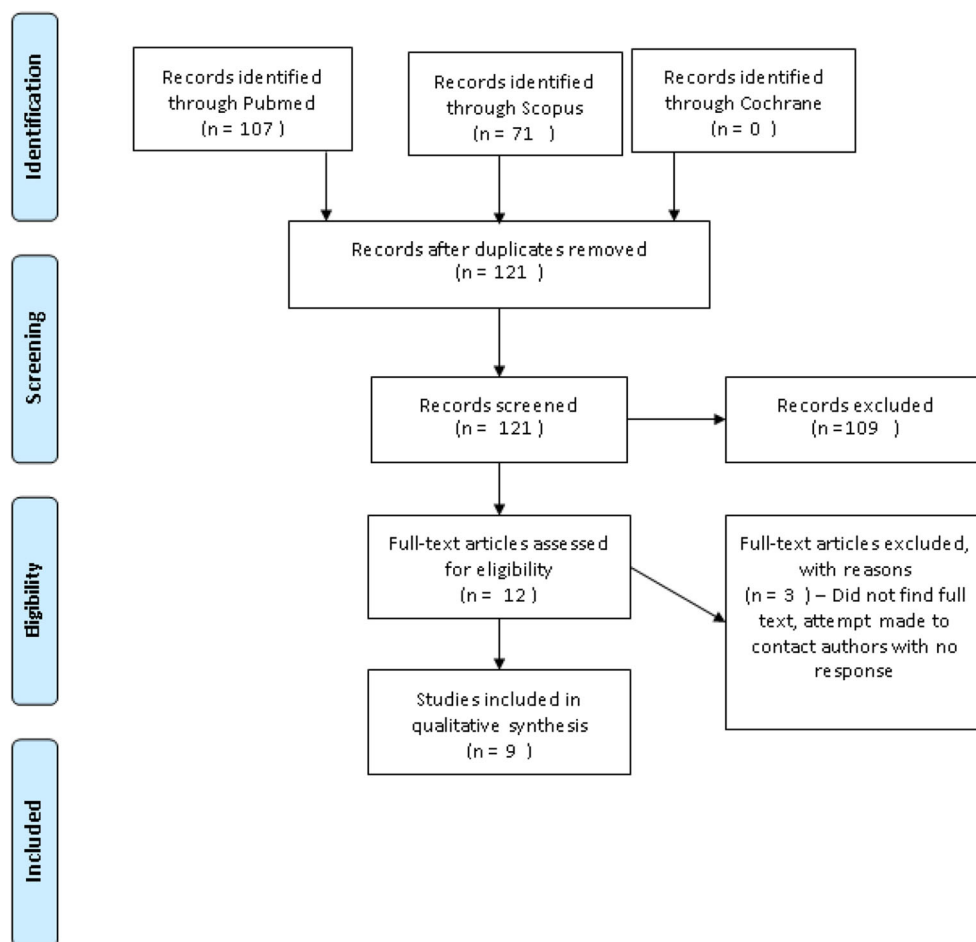 Identification
Records identified
through Pubmed
(n = 107 )
Records identified
through Scopus
(n = 71 )
Records identified
through Cochrane
(n = 0 )
Records after duplicates removed
(n = 121 )
Screening
Records screened
(n = 121 )
Records excluded
(n =109 )
Eligibility
Full-text articles assessed
for eligibility
(n = 12 )
Full-text articles excluded,
with reasons
(n = 3 ) – Did not find full
text, attempt made to
contact authors with no
response
Studies included in
qualitative synthesis
(n = 9 )
Included